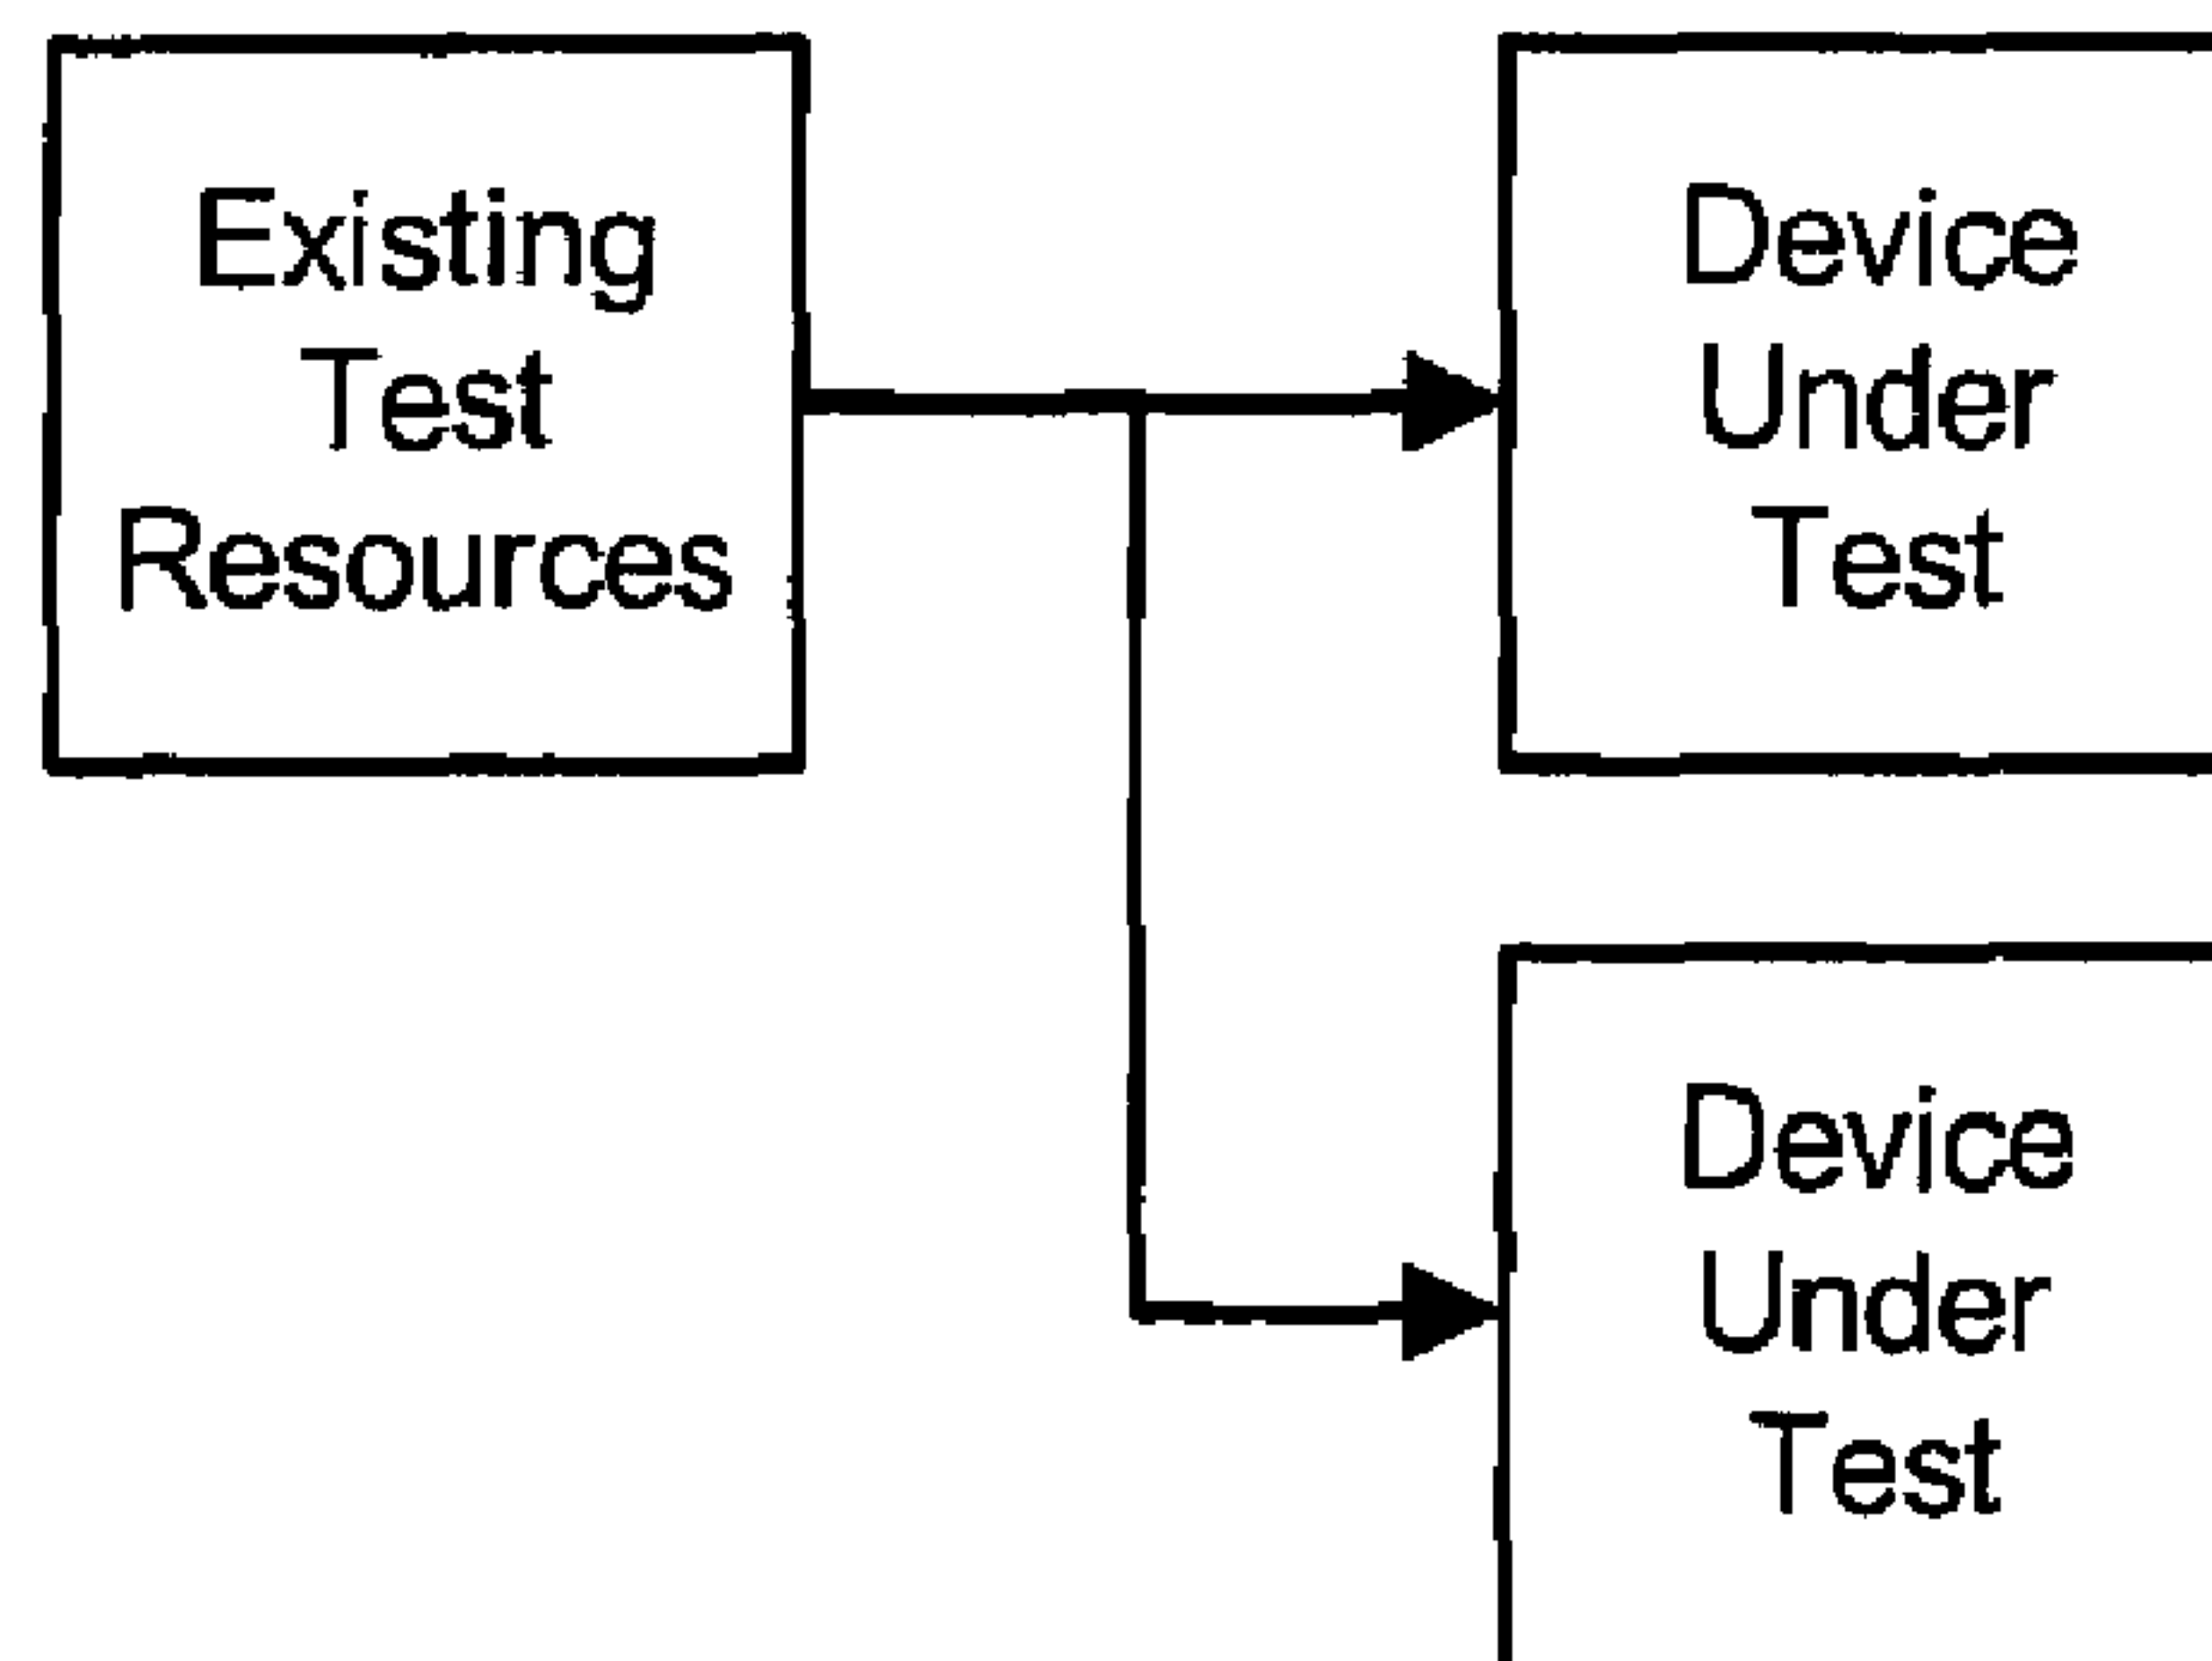 Existing
Test
Resources
Device
Under
Test
Device
Under
Test